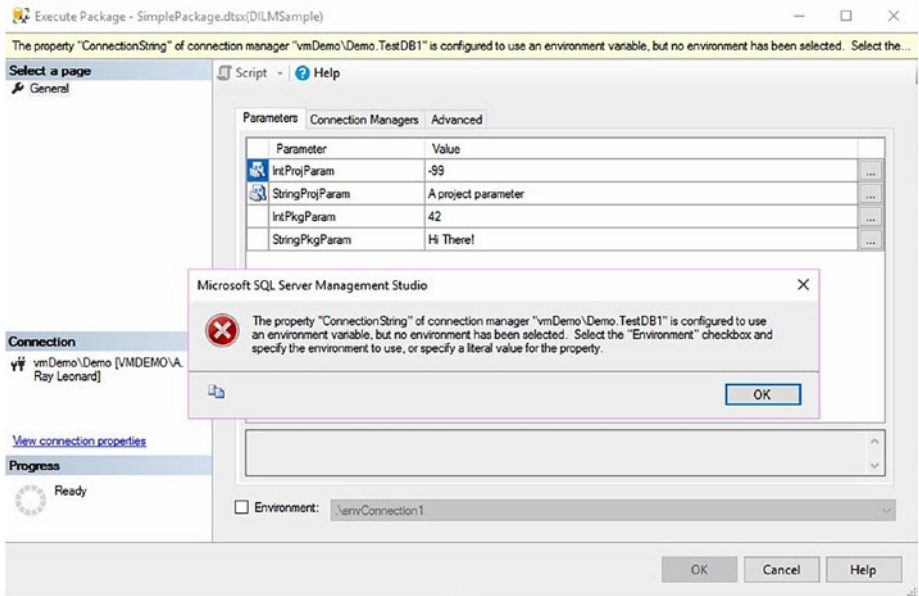 Execute Package - SimplePackage.dtsx(DILMSample)
The property "ConnectionString" of connection manager "vmDemo\Demo.TestDB1" is configured to use an environment variable, but no environment has been selected. Select the...
Select a page
General
Script
Help
Parameters
Connection Managers
Advanced
Parameter
Value
IntProjParam
-99
...
StringProjParam
A project parameter
...
IntPkgParam
42
...
StringPkgParam
Hi There!
...
Microsoft SQL Server Management Studio
The property "ConnectionString" of connection manager "vmDemo\Demo.TestDB1" is configured to use
an environment variable, but no environment has been selected. Select the "Environment" checkbox and
specify the environment to use, or specify a literal value for the property.
OK
Connection
vmDemo\Demo [VMDEMO\A.
Ray Leonard]
View connection properties
Progress
Ready
Environment:
.\envConnection1
OK
Cancel
Help